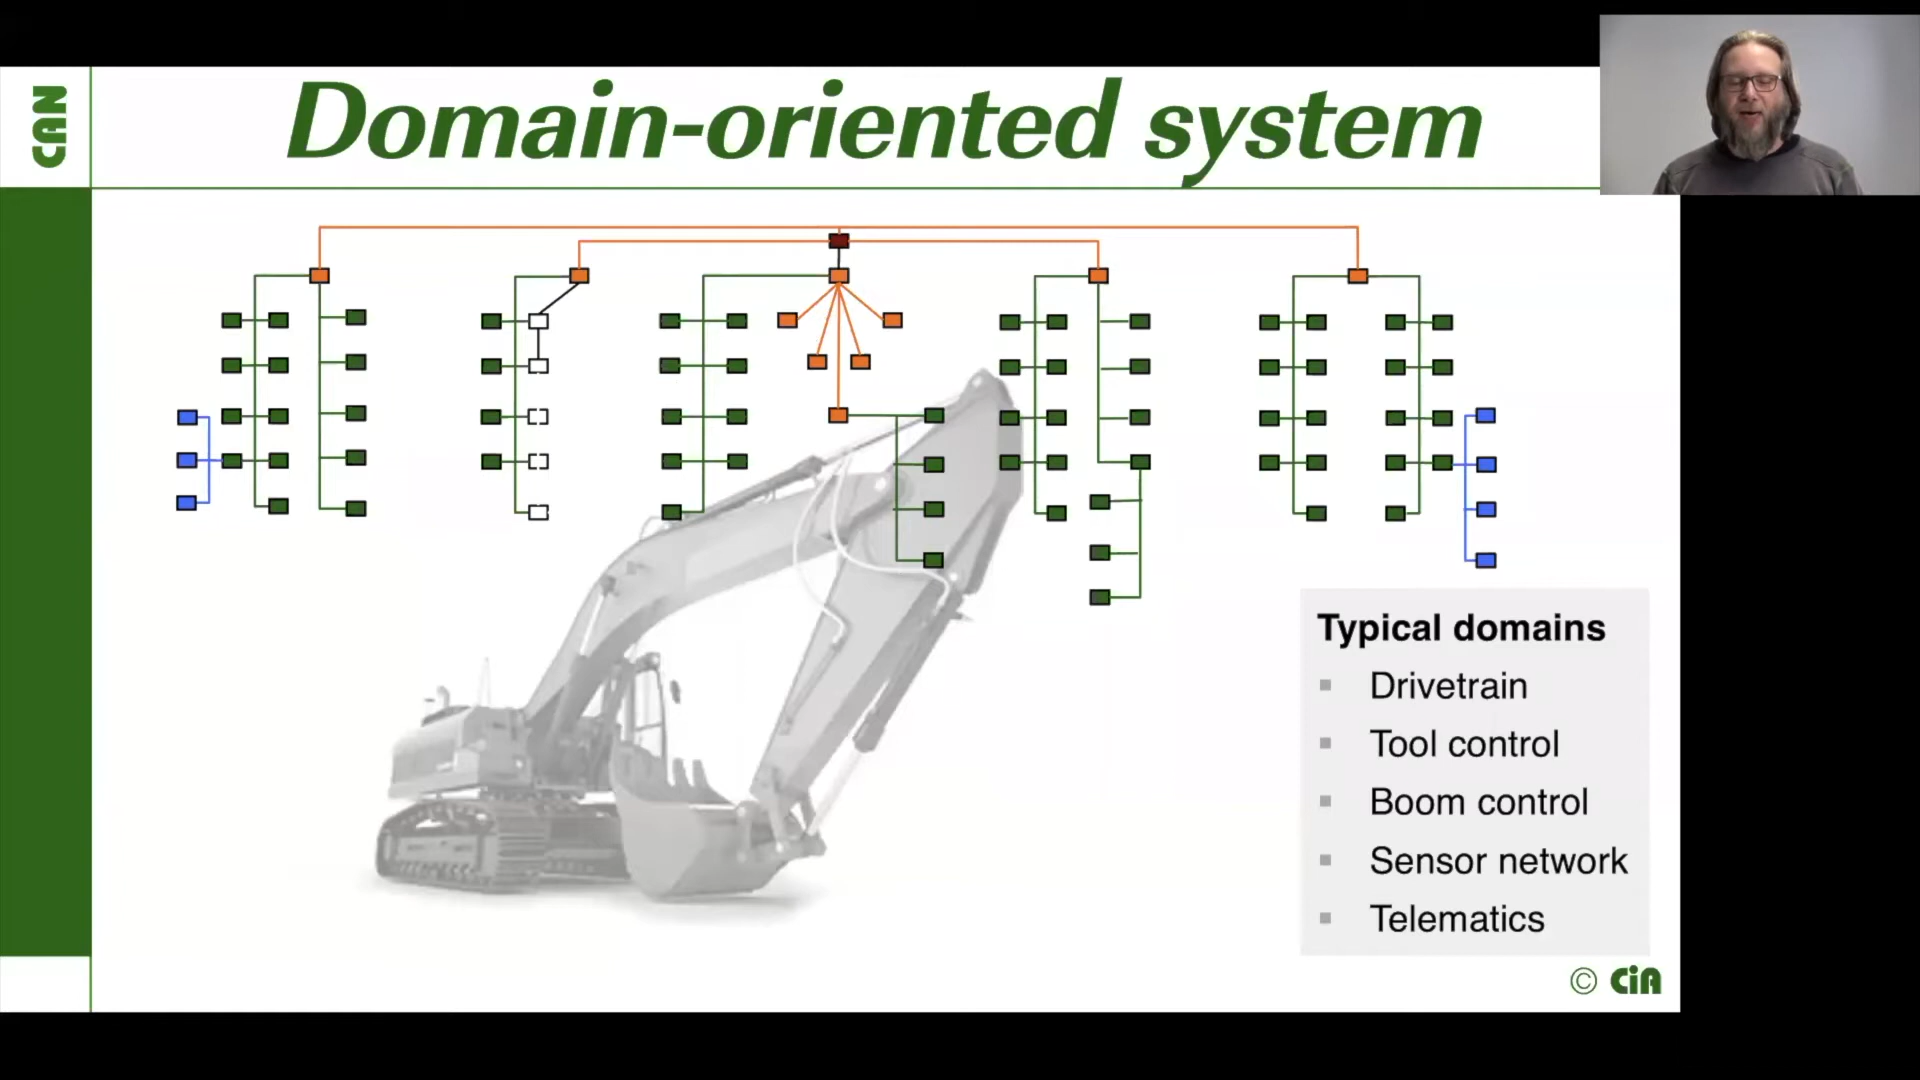 CAN
Domain-oriented system
Typical domains
Drivetrain
Tool control
Boom control
Sensor network
Telematics
© CiA